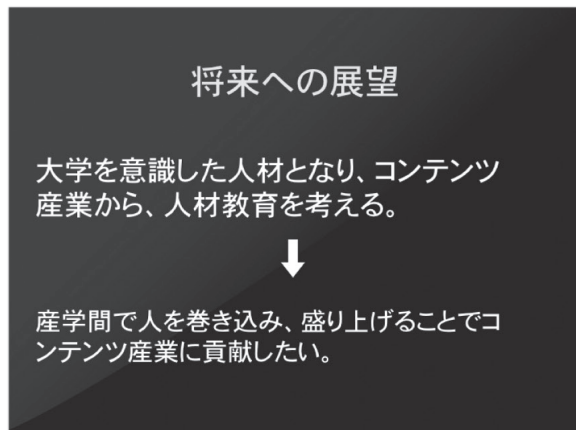 将来への展望
大学を意識した人材となり、コンテンツ
産業から、人材教育を考える。
産学間で人を巻き込み、盛り上げることでコ
ンテンツ産業に貢献したい。